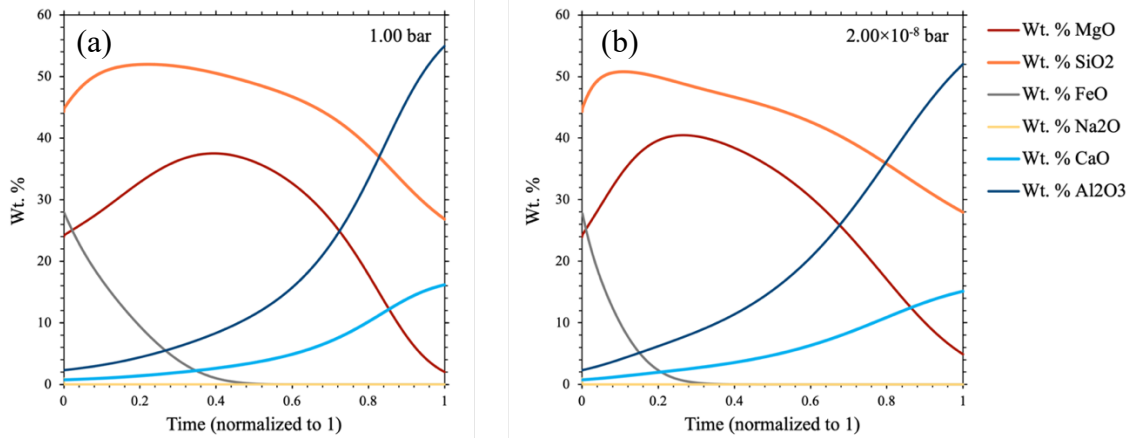 (a)
1.00 bar
60
50
40
30
20
10
0
Wt. %
0 0.2 0.4 0.6 0.8 1
Time (normalized to 1)
(b)
2.00×10⁻⁸ bar
60
50
40
30
20
10
0
Wt. %
0 0.2 0.4 0.6 0.8 1
Time (normalized to 1)
Wt. % MgO
Wt. % SiO2
Wt. % FeO
Wt. % Na2O
Wt. % CaO
Wt. % Al2O3